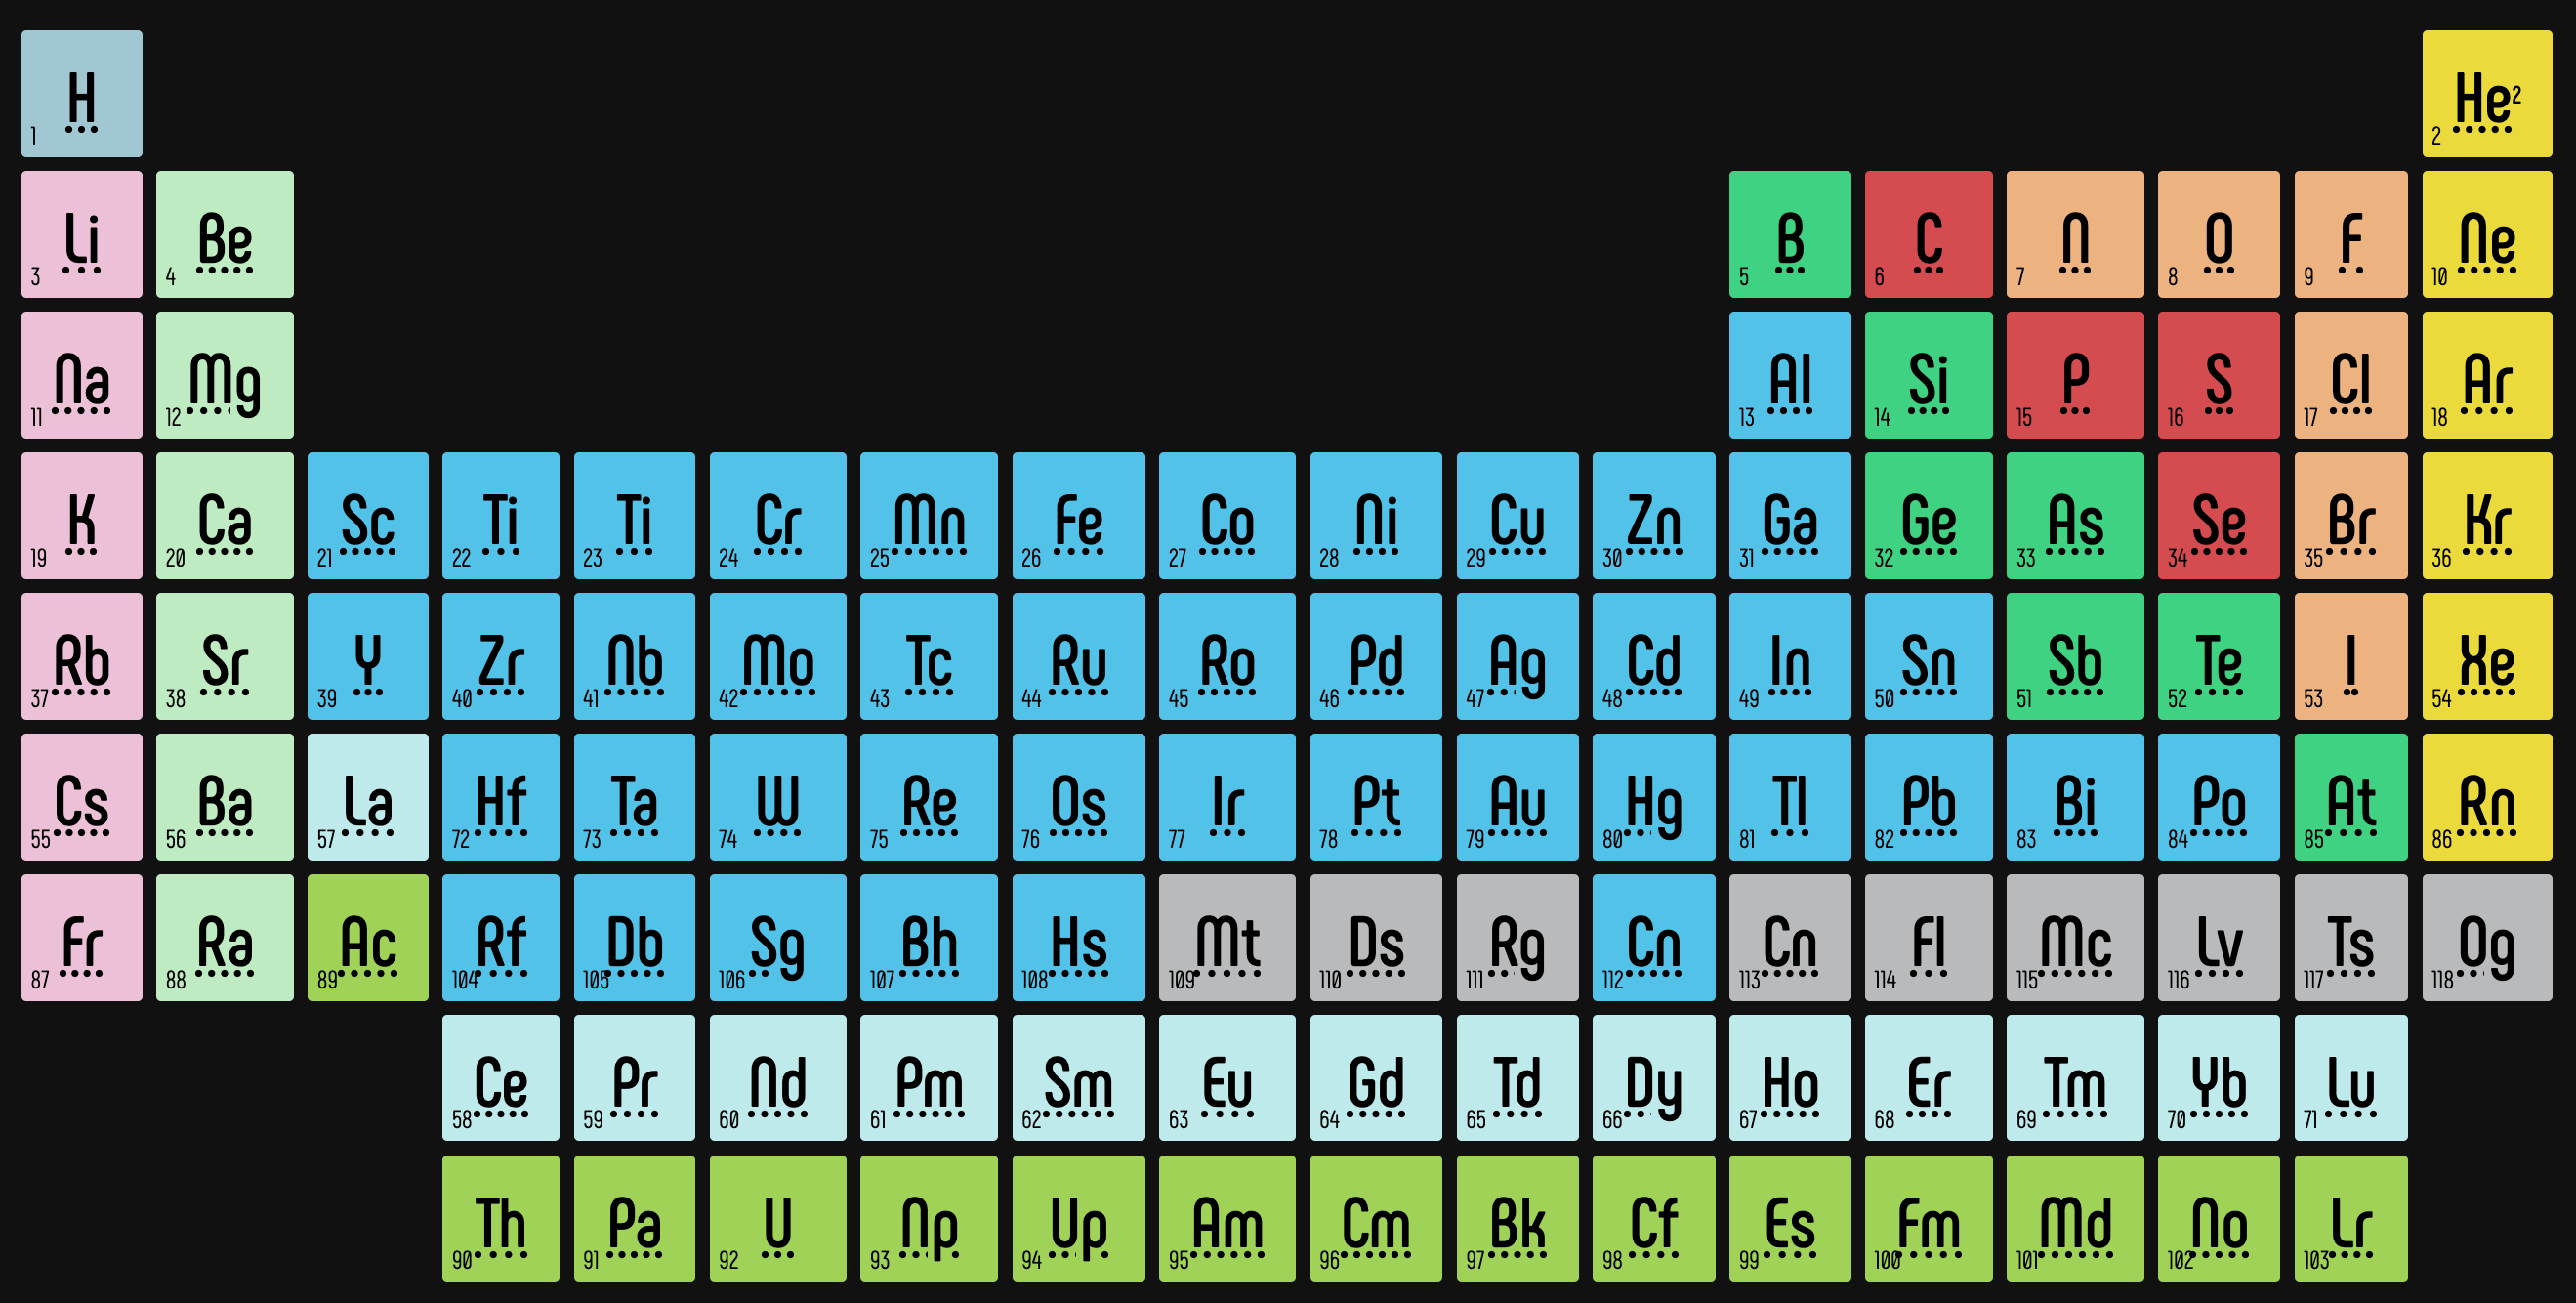 H 1 He² 2
Li 3 Be 4 B 5 C 6 N 7 O 8 F 9 Ne 10
Na 11 Mg 12 Al 13 Si 14 P 15 S 16 Cl 17 Ar 18
K 19 Ca 20 Sc 21 Ti 22 Ti 23 Cr 24 Mn 25 Fe 26 Co 27 Ni 28 Cu 29 Zn 30 Ga 31 Ge 32 As 33 Se 34 Br 35 Kr 36
Rb 37 Sr 38 Y 39 Zr 40 Nb 41 Mo 42 Tc 43 Ru 44 Ro 45 Pd 46 Ag 47 Cd 48 In 49 Sn 50 Sb 51 Te 52 I 53 Xe 54
Cs 55 Ba 56 La 57 Hf 72 Ta 73 W 74 Re 75 Os 76 Ir 77 Pt 78 Au 79 Hg 80 Tl 81 Pb 82 Bi 83 Po 84 At 85 Rn 86
Fr 87 Ra 88 Ac 89 Rf 104 Db 105 Sg 106 Bh 107 Hs 108 Mt 109 Ds 110 Rg 111 Cn 112 Cn 113 Fl 114 Mc 115 Lv 116 Ts 117 Og 118
Ce 58 Pr 59 Nd 60 Pm 61 Sm 62 Eu 63 Gd 64 Td 65 Dy 66 Ho 67 Er 68 Tm 69 Yb 70 Lu 71
Th 90 Pa 91 U 92 Np 93 Up 94 Am 95 Cm 96 Bk 97 Cf 98 Es 99 Fm 100 Md 101 No 102 Lr 103